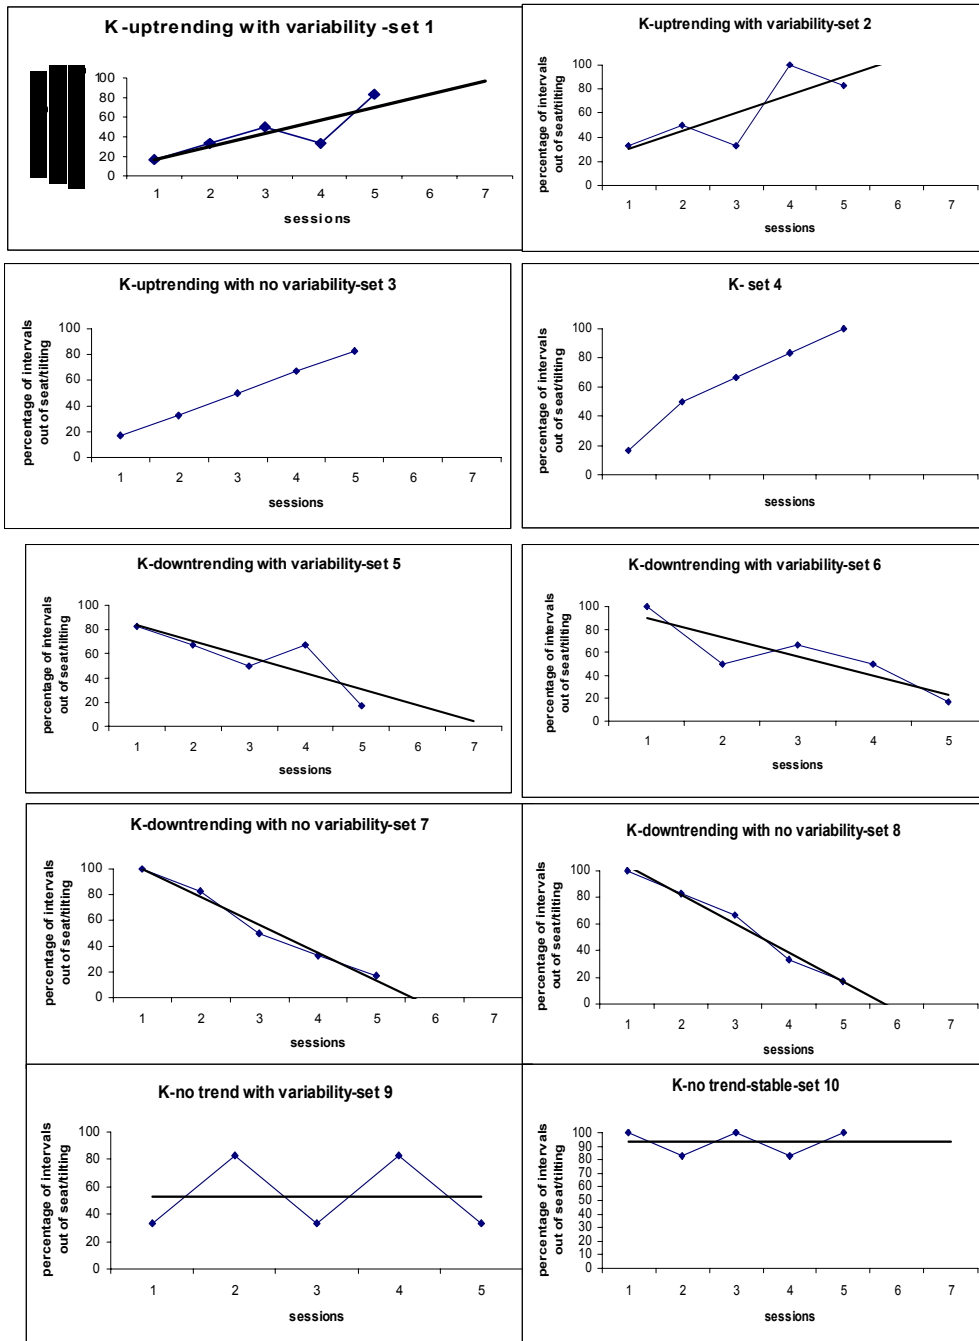 K-uptrending with variability -set 1
100
80
60
40
20
0
1 2 3 4 5 6 7
sessions
K-uptrending with variability-set 2
percentage of intervals
out of seat/tilting
100
80
60
40
20
0
1 2 3 4 5 6 7
sessions
K-uptrending with no variability-set 3
percentage of intervals
out of seat/tilting
100
80
60
40
20
0
1 2 3 4 5 6 7
sessions
K- set 4
percentage of intervals
out of seat/tilting
100
80
60
40
20
0
sessions
K-downtrending with variability-set 5
percentage of intervals
out of seat/tilting
100
80
60
40
20
0
1 2 3 4 5 6 7
sessions
K-downtrending with variability-set 6
percentage of intervals
out of seat/tilting
100
80
60
40
20
0
1 2 3 4 5
sessions
K-downtrending with no variability-set 7
percentage of intervals
out of seat/tilting
100
80
60
40
20
0
1 2 3 4 5 6 7
sessions
K-downtrending with no variability-set 8
percentage of intervals
out of seat/tilting
100
80
60
40
20
0
1 2 3 4 5 6 7
sessions
K-no trend with variability-set 9
percentage of intervals
out of seat/tilting
100
80
60
40
20
0
1 2 3 4 5
sessions
K-no trend-stable-set 10
percentage of intervals
out of seat/tilting
100
90
80
70
60
50
40
30
20
10
0
1 2 3 4 5 6 7
sessions